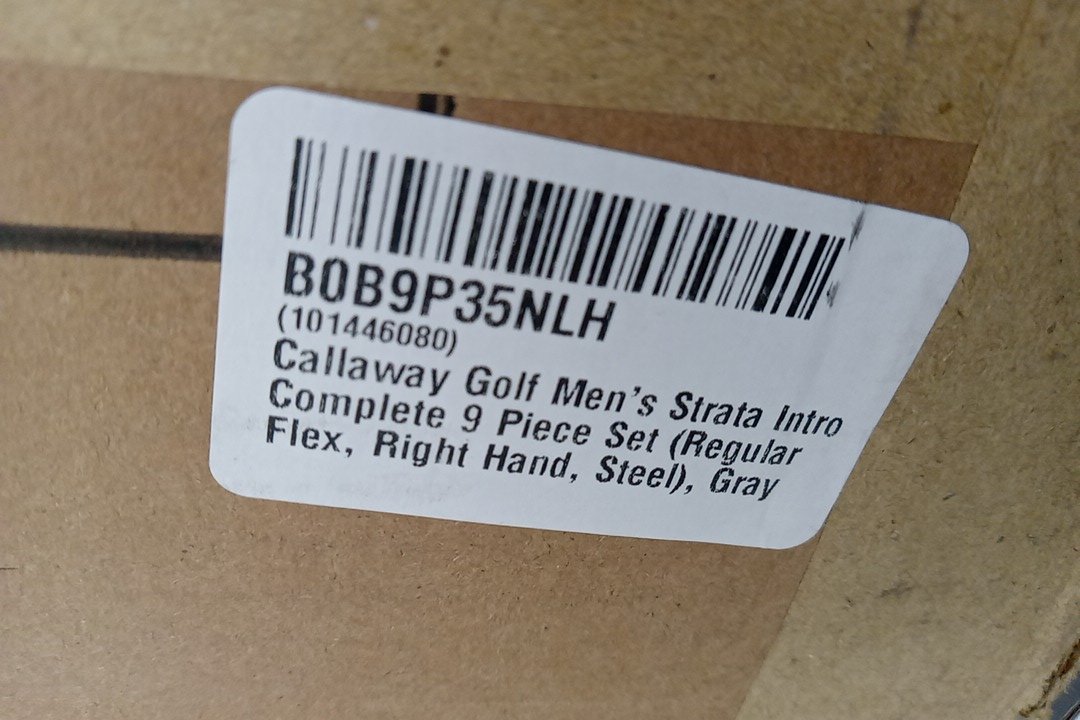 B0B9P35NLH
(101446080)
Callaway Golf Men's Strata Intro
Complete 9 Piece Set (Regular
Flex, Right Hand, Steel), Gray